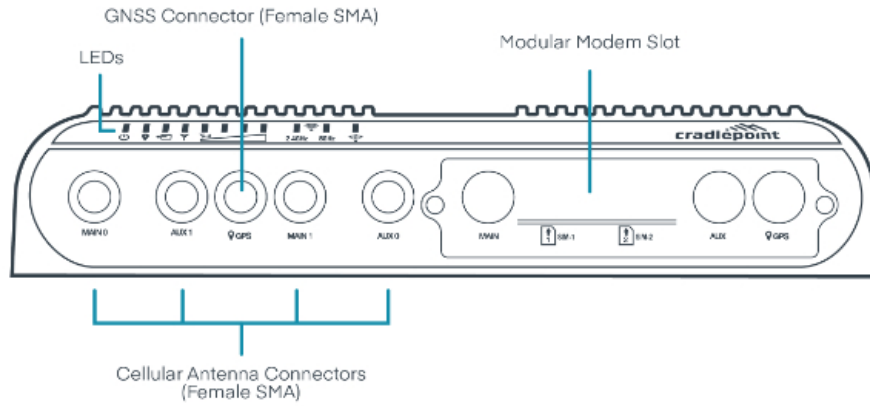 GNSS Connector (Female SMA)
Modular Modem Slot
LEDs
2.4GHz
5GHz
cradlepoint
MAIN 0
AUX 1
GPS
MAIN 1
AUX 0
MAIN
SIM-1
SIM-2
AUX
GPS
Cellular Antenna Connectors
(Female SMA)